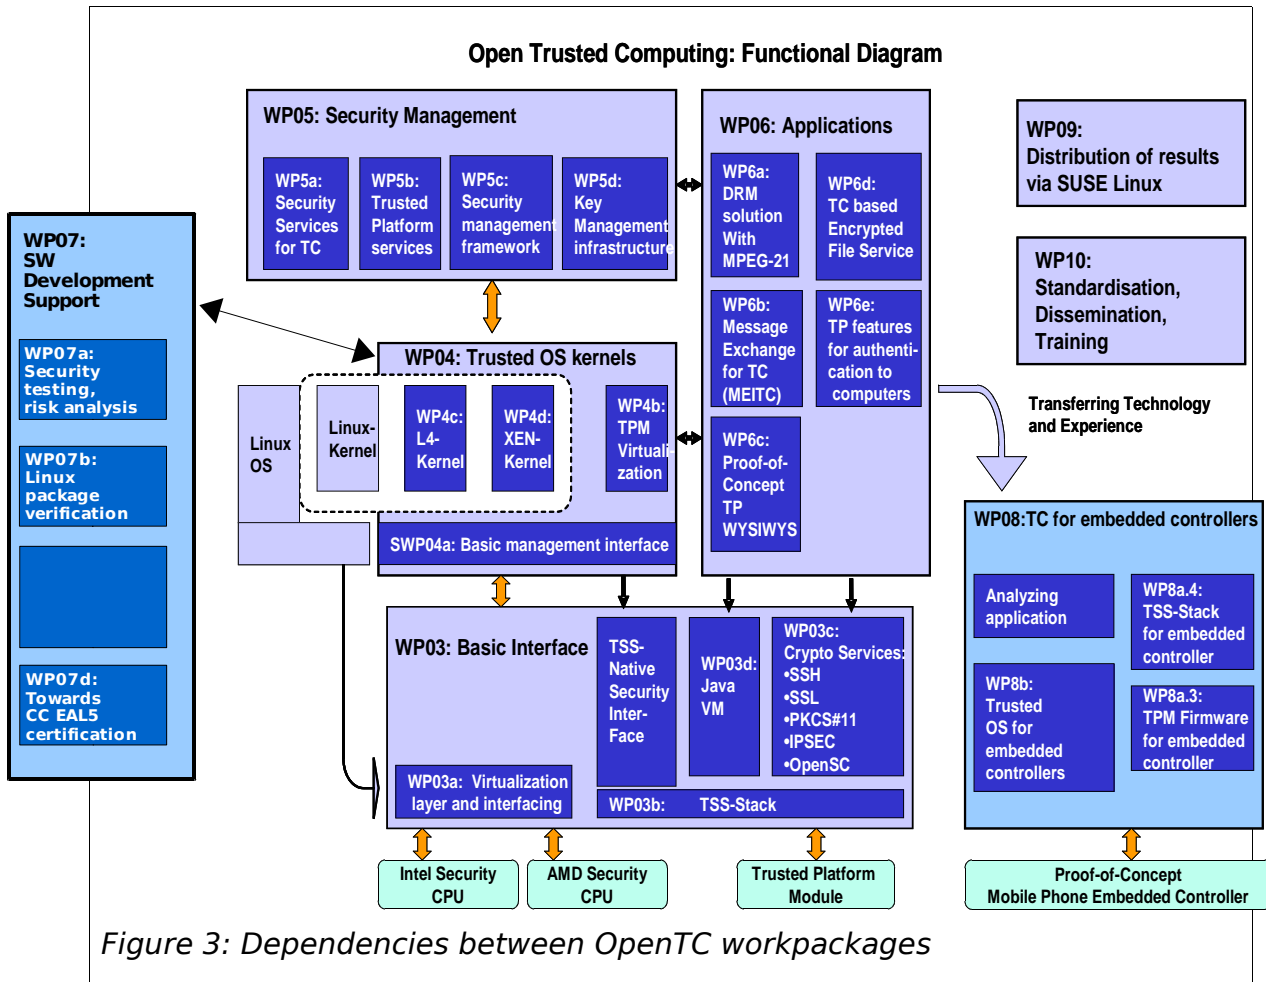 Open Trusted Computing: Functional Diagram
WP05: Security Management
WP5a:
Security
Services
for TC
WP5b:
Trusted
Platform
services
WP5c:
Security
management
framework
WP5d:
Key
Management
infrastructure
WP06: Applications
WP6a:
DRM
solution
With
MPEG-21
WP6d:
TC based
Encrypted
File Service
WP6b:
Message
Exchange
for TC
(MEITC)
WP6e:
TP features
for authenti-
cation to
computers
WP6c:
Proof-of-
Concept
TP
WYSIWYS
WP09:
Distribution of results
via SUSE Linux
WP10:
Standardisation,
Dissemination,
Training
WP07:
SW
Development
Support
WP07a:
Security
testing,
risk analysis
WP07b:
Linux
package
verification
WP07d:
Towards
CC EAL5
certification
WP04: Trusted OS kernels
Linux
OS
Linux-
Kernel
WP4c:
L4-
Kernel
WP4d:
XEN-
Kernel
WP4b:
TPM
Virtuali-
zation
SWP04a: Basic management interface
Transferring Technology
and Experience
WP03: Basic Interface
TSS-
Native
Security
Inter-
Face
WP03d:
Java
VM
WP03c:
Crypto Services:
•SSH
•SSL
•PKCS#11
•IPSEC
•OpenSC
WP03a: Virtualization
layer and interfacing
WP03b: TSS-Stack
WP08:TC for embedded controllers
Analyzing
application
WP8a.4:
TSS-Stack
for embedded
controller
WP8b:
Trusted
OS for
embedded
controllers
WP8a.3:
TPM Firmware
for embedded
controller
Intel Security
CPU
AMD Security
CPU
Trusted Platform
Module
Proof-of-Concept
Mobile Phone Embedded Controller
Figure 3: Dependencies between OpenTC workpackages